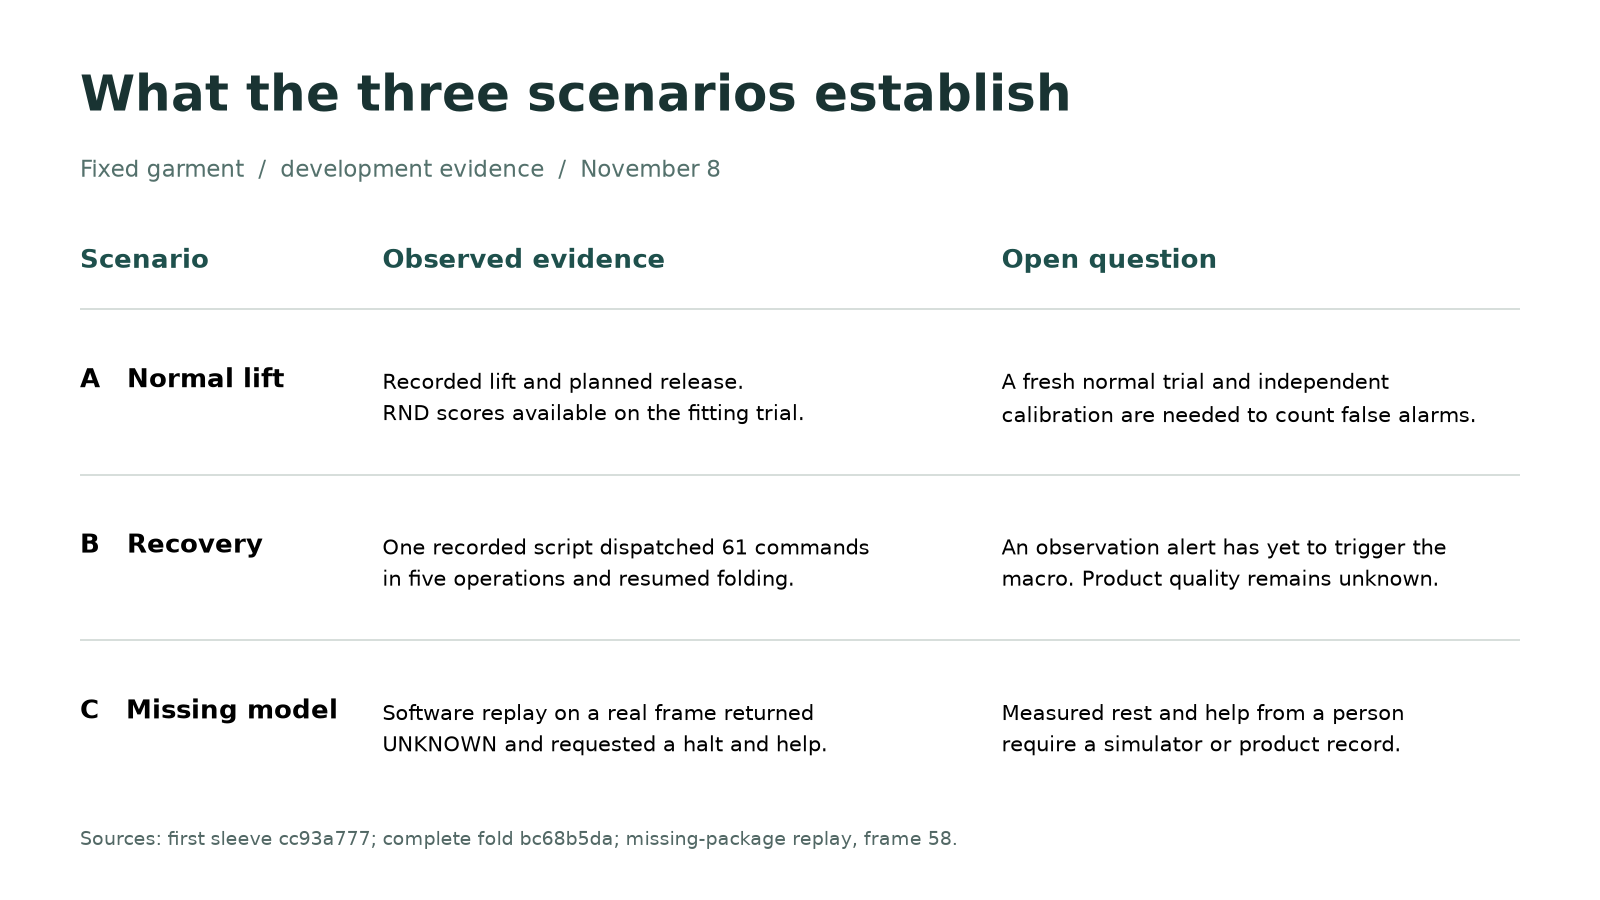 What the three scenarios establish
Fixed garment / development evidence / November 8
Scenario Observed evidence Open question
A Normal lift
Recorded lift and planned release.
RND scores available on the fitting trial.
A fresh normal trial and independent
calibration are needed to count false alarms.
B Recovery
One recorded script dispatched 61 commands
in five operations and resumed folding.
An observation alert has yet to trigger the
macro. Product quality remains unknown.
C Missing model
Software replay on a real frame returned
UNKNOWN and requested a halt and help.
Measured rest and help from a person
require a simulator or product record.
Sources: first sleeve cc93a777; complete fold bc68b5da; missing-package replay, frame 58.